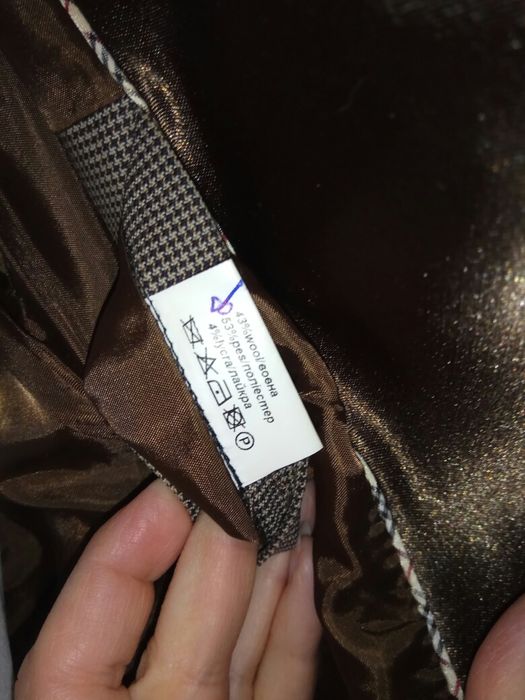 43%wool/вовна
53%pes/поліестер
4%lycra/лайкра
P